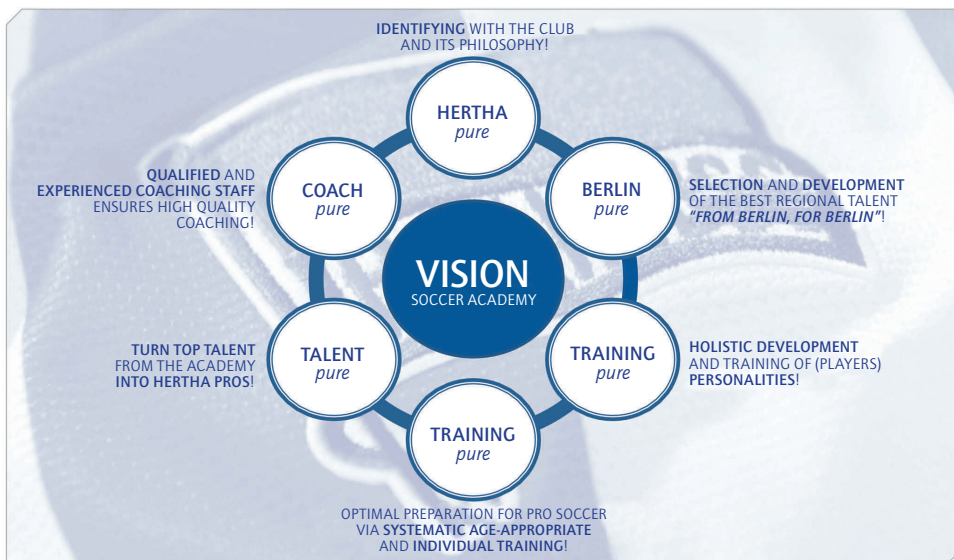 IDENTIFYING WITH THE CLUB
AND ITS PHILOSOPHY!
HERTHA
pure
BERLIN
pure
SELECTION AND DEVELOPMENT
OF THE BEST REGIONAL TALENT
"FROM BERLIN, FOR BERLIN"!
TRAINING
pure
HOLISTIC DEVELOPMENT
AND TRAINING OF (PLAYERS)
PERSONALITIES!
TRAINING
pure
OPTIMAL PREPARATION FOR PRO SOCCER
VIA SYSTEMATIC AGE-APPROPRIATE
AND INDIVIDUAL TRAINING!
TALENT
pure
TURN TOP TALENT
FROM THE ACADEMY
INTO HERTHA PROS!
COACH
pure
QUALIFIED AND
EXPERIENCED COACHING STAFF
ENSURES HIGH QUALITY
COACHING!
VISION
SOCCER ACADEMY